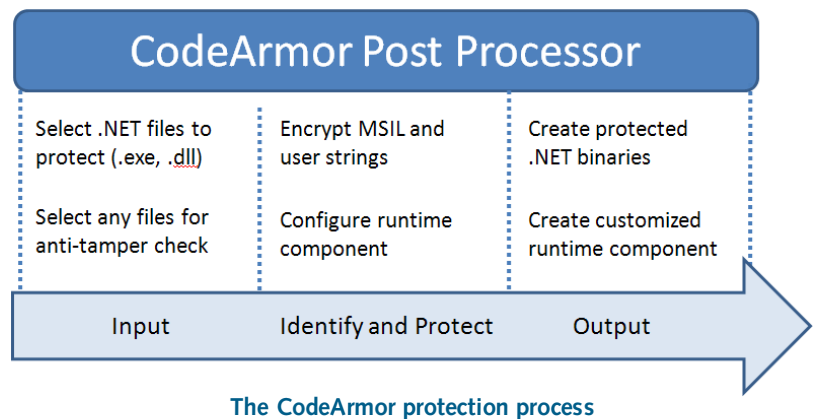 CodeArmor Post Processor
Select .NET files to
protect (.exe, .dll)
Select any files for
anti-tamper check
Encrypt MSIL and
user strings
Configure runtime
component
Create protected
.NET binaries
Create customized
runtime component
Input
Identify and Protect
Output
The CodeArmor protection process